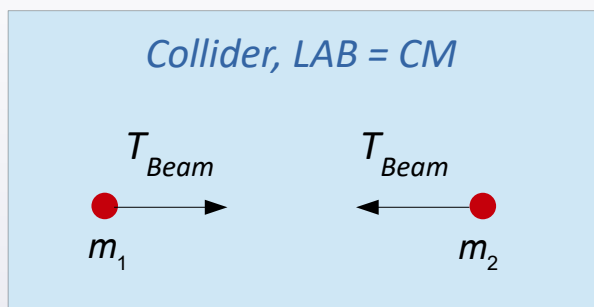 Collider, LAB = CM
T_Beam T_Beam
m_1 m_2